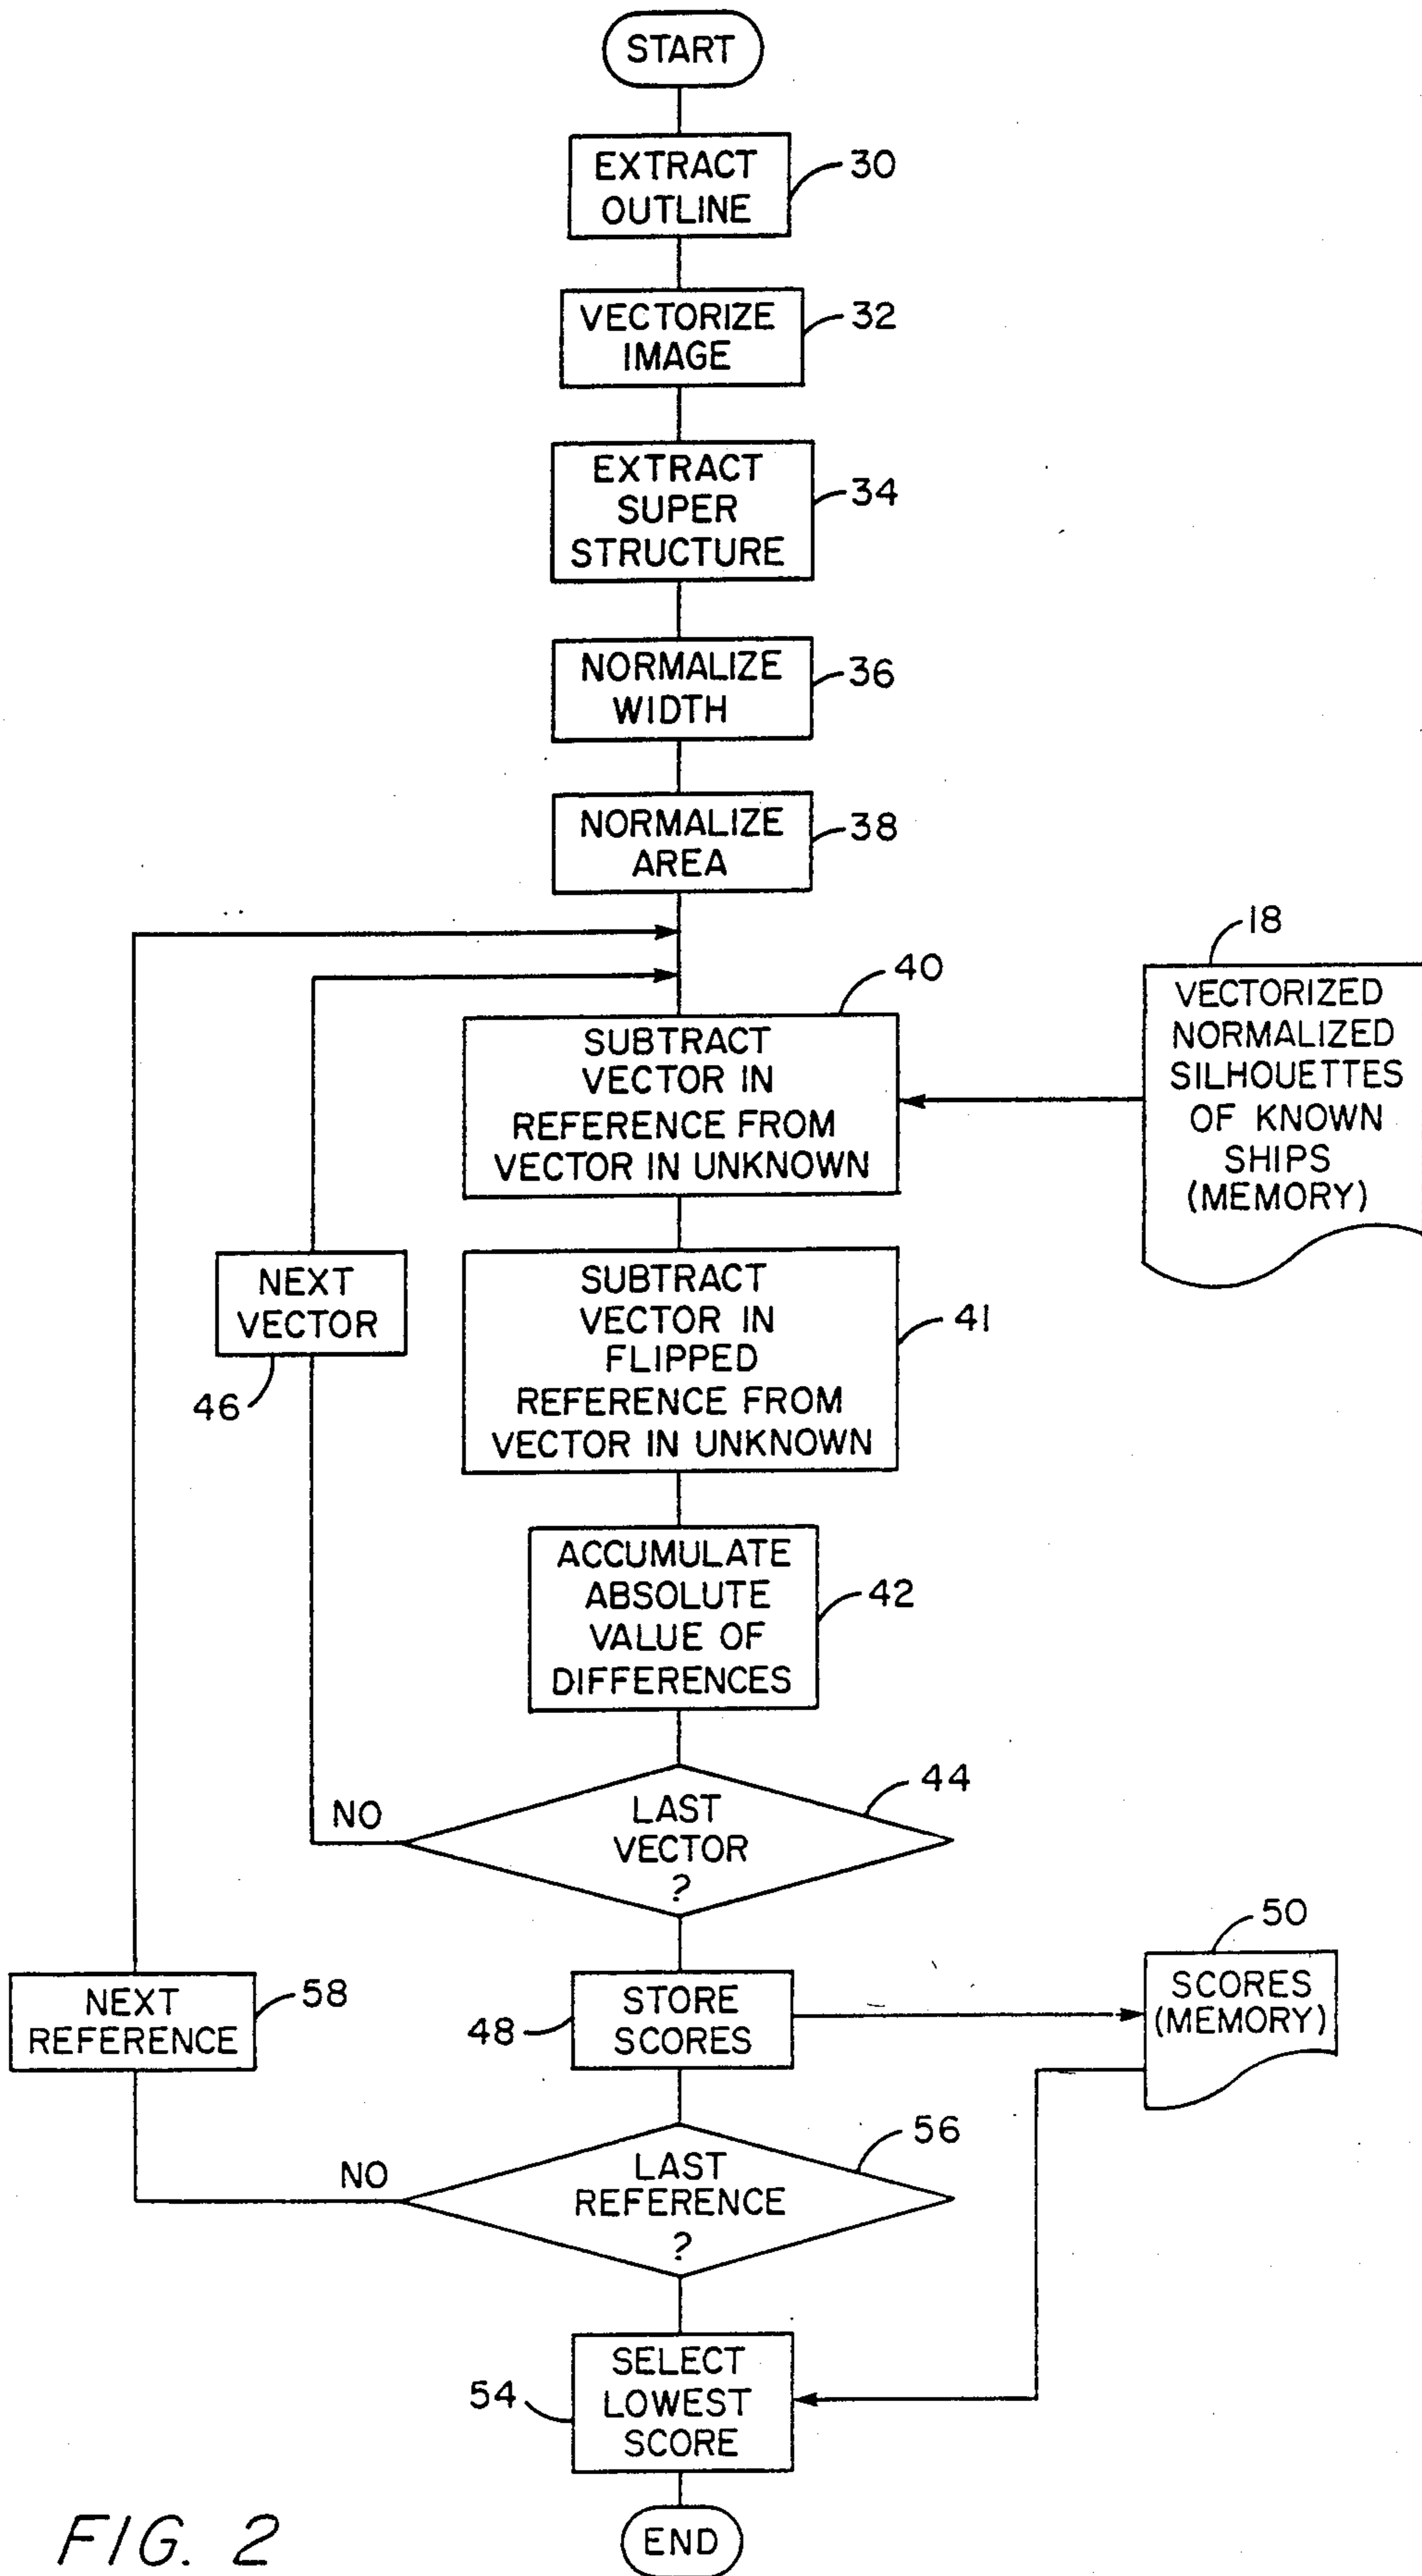 START
EXTRACT
OUTLINE
30
VECTORIZE
IMAGE
32
EXTRACT
SUPER
STRUCTURE
34
NORMALIZE
WIDTH
36
NORMALIZE
AREA
38
40
SUBTRACT
VECTOR IN
REFERENCE FROM
VECTOR IN UNKNOWN
18
VECTORIZED
NORMALIZED
SILHOUETTES
OF KNOWN
SHIPS
(MEMORY)
NEXT
VECTOR
46
SUBTRACT
VECTOR IN
FLIPPED
REFERENCE FROM
VECTOR IN UNKNOWN
41
ACCUMULATE
ABSOLUTE
VALUE OF
DIFFERENCES
42
NO
LAST
VECTOR
?
44
NEXT
REFERENCE
58
48
STORE
SCORES
50
SCORES
(MEMORY)
NO
LAST
REFERENCE
?
56
54
SELECT
LOWEST
SCORE
END
FIG. 2